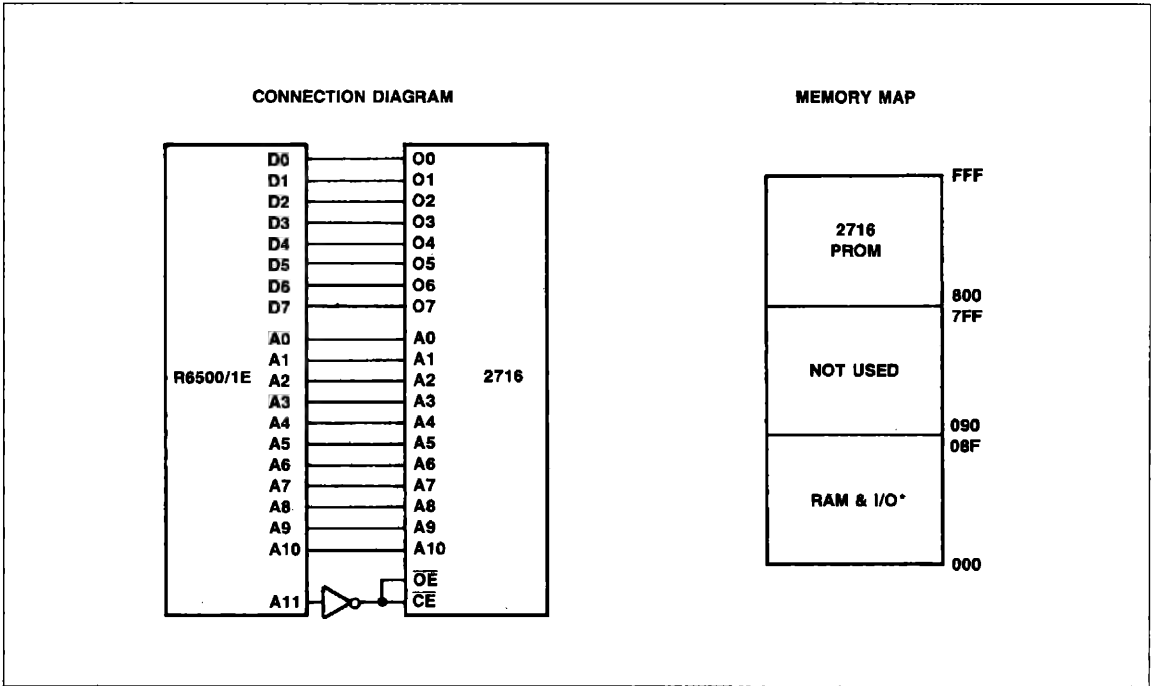 CONNECTION DIAGRAM
R6500/1E
D0
D1
D2
D3
D4
D5
D6
D7
A0
A1
A2
A3
A4
A5
A6
A7
A8
A9
A10
A11
2716
O0
O1
O2
O3
O4
O5
O6
O7
A0
A1
A2
A3
A4
A5
A6
A7
A8
A9
A10
OE
CE
MEMORY MAP
FFF
2716
PROM
800
7FF
NOT USED
090
08F
RAM & I/O*
000